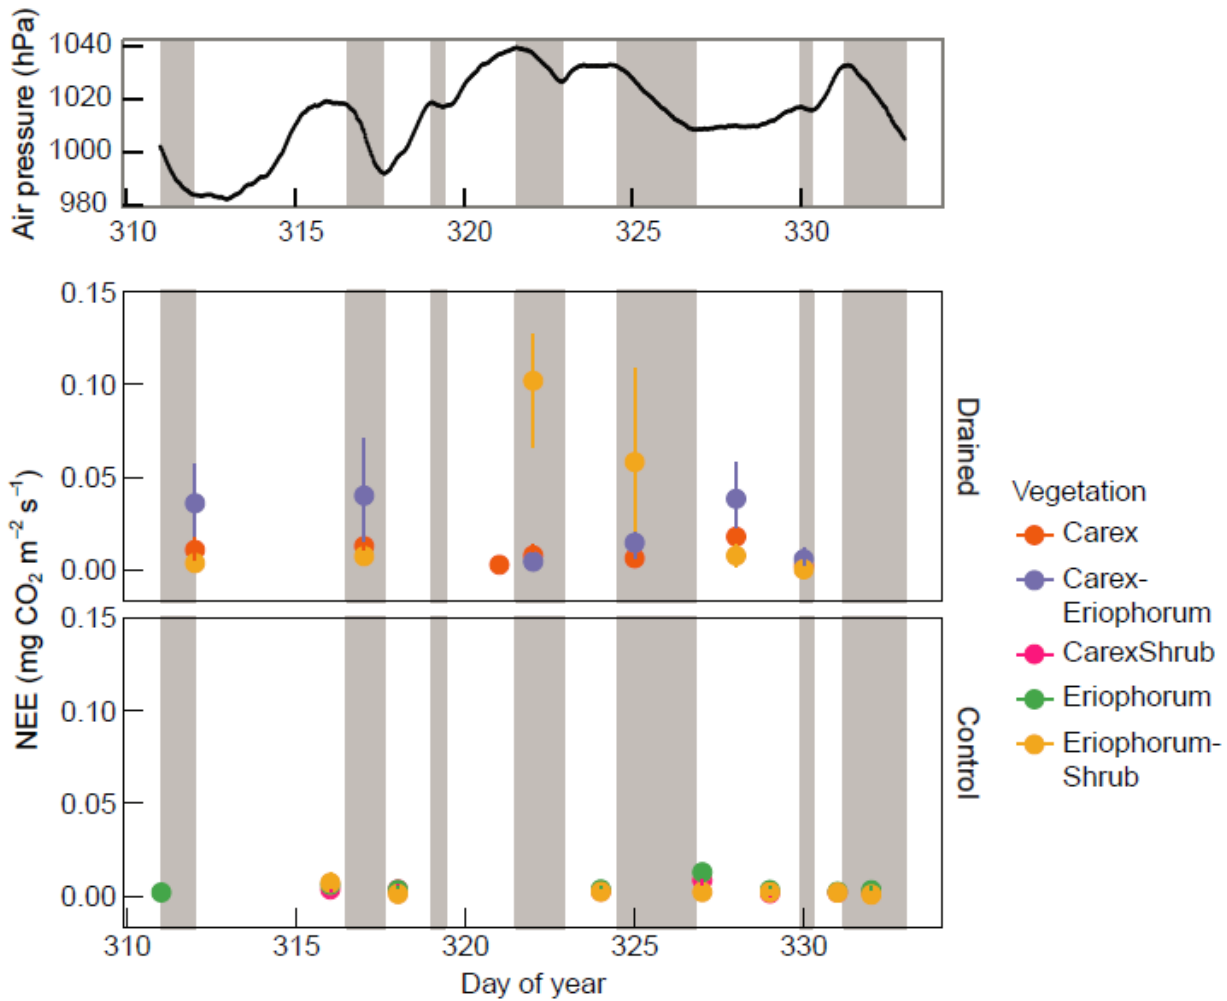 Air pressure (hPa)
1040
1020
1000
980
310 315 320 325 330
NEE (mg CO₂ m⁻² s⁻¹)
0.15
0.10
0.05
0.00
Drained
0.15
0.10
0.05
0.00
Control
310 315 320 325 330
Day of year
Vegetation
Carex
Carex-
Eriophorum
CarexShrub
Eriophorum
Eriophorum-
Shrub